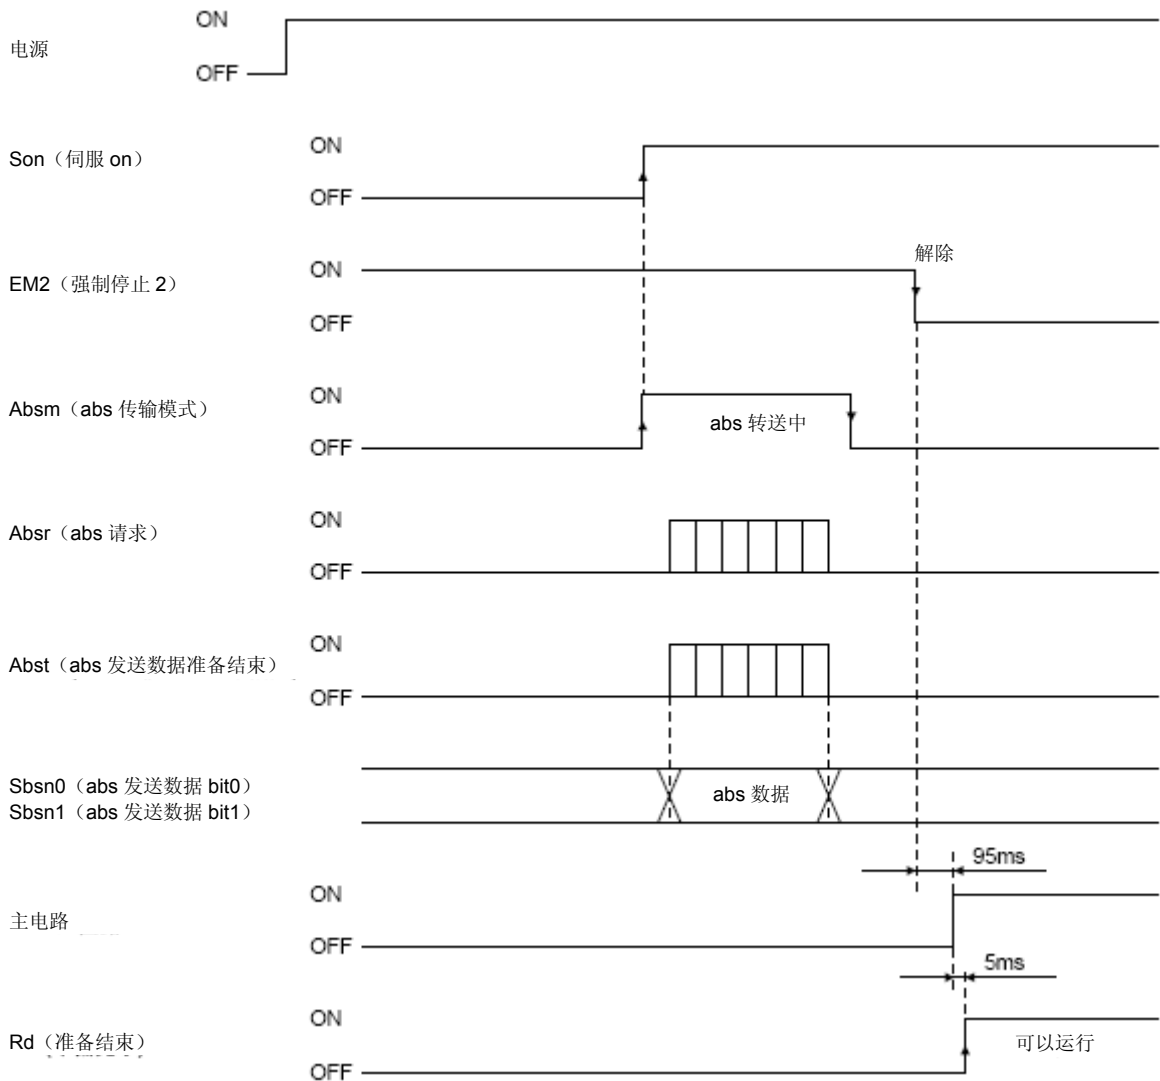 ON
电源
OFF
ON
Son（伺服 on）
OFF
解除
ON
EM2（强制停止 2）
OFF
ON
Absm（abs 传输模式）
abs 转送中
OFF
ON
Absr（abs 请求）
OFF
ON
Abst（abs 发送数据准备结束）
OFF
Sbsn0（abs 发送数据 bit0）
abs 数据
Sbsn1（abs 发送数据 bit1）
95ms
ON
主电路
OFF
5ms
ON
Rd（准备结束）
可以运行
OFF